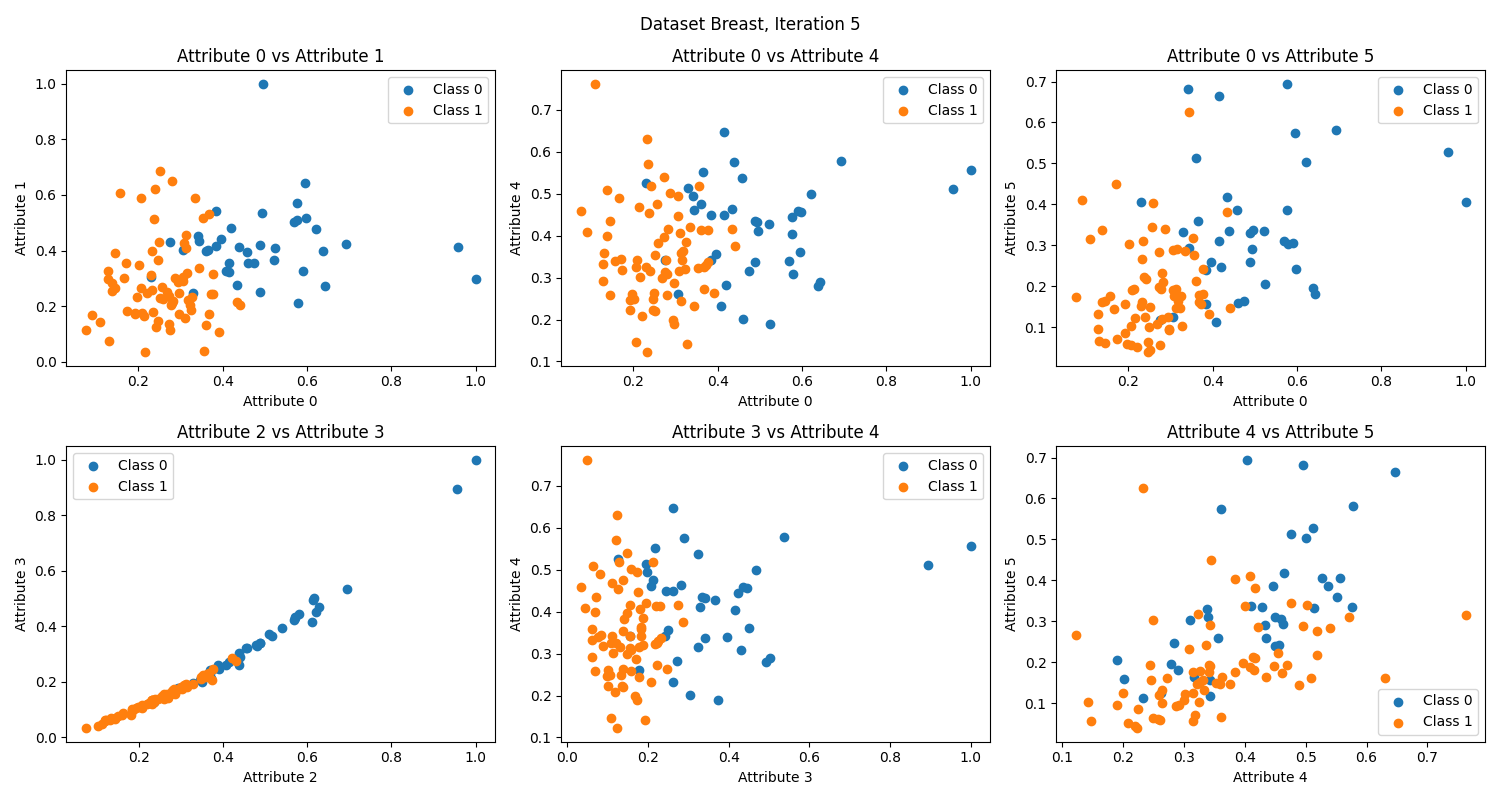 Dataset Breast, Iteration 5
Attribute 0 vs Attribute 1
Class 0
Class 1
Attribute 1
1.0
0.8
0.6
0.4
0.2
0.0
0.2 0.4 0.6 0.8 1.0
Attribute 0
Attribute 0 vs Attribute 4
Class 0
Class 1
Attribute 4
0.7
0.6
0.5
0.4
0.3
0.2
0.1
0.2 0.4 0.6 0.8 1.0
Attribute 0
Attribute 0 vs Attribute 5
Class 0
Class 1
Attribute 5
0.7
0.6
0.5
0.4
0.3
0.2
0.1
0.2 0.4 0.6 0.8 1.0
Attribute 0
Attribute 2 vs Attribute 3
Class 0
Class 1
Attribute 3
1.0
0.8
0.6
0.4
0.2
0.0
0.2 0.4 0.6 0.8 1.0
Attribute 2
Attribute 3 vs Attribute 4
Class 0
Class 1
Attribute 4
0.7
0.6
0.5
0.4
0.3
0.2
0.1
0.0 0.2 0.4 0.6 0.8 1.0
Attribute 3
Attribute 4 vs Attribute 5
Attribute 5
0.7
0.6
0.5
0.4
0.3
0.2
0.1
Class 0
Class 1
0.1 0.2 0.3 0.4 0.5 0.6 0.7
Attribute 4